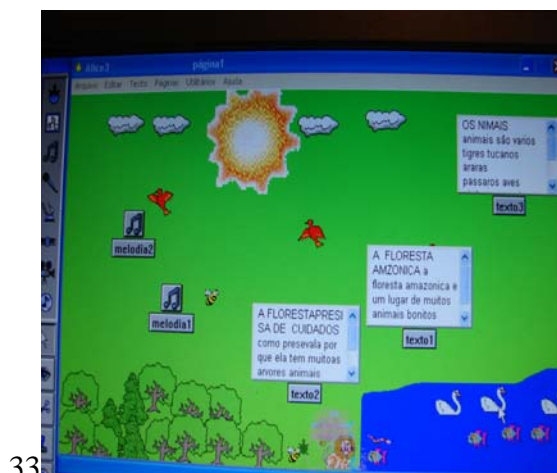 Alice3 página1
Arquivo Editar Texto Páginas Utilitários Ajuda
OS NIMAIS
animais são varios
tigres tucanos
araras
passaros aves
texto3
melodia2
A FLORESTA
AMZONICA a
floresta amazonica e
um lugar de muitos
animais bonitos
texto1
melodia1
A FLORESTAPRESI
SA DE CUIDADOS
como presevala por
que ela tem muitoas
arvores animais
texto2
33